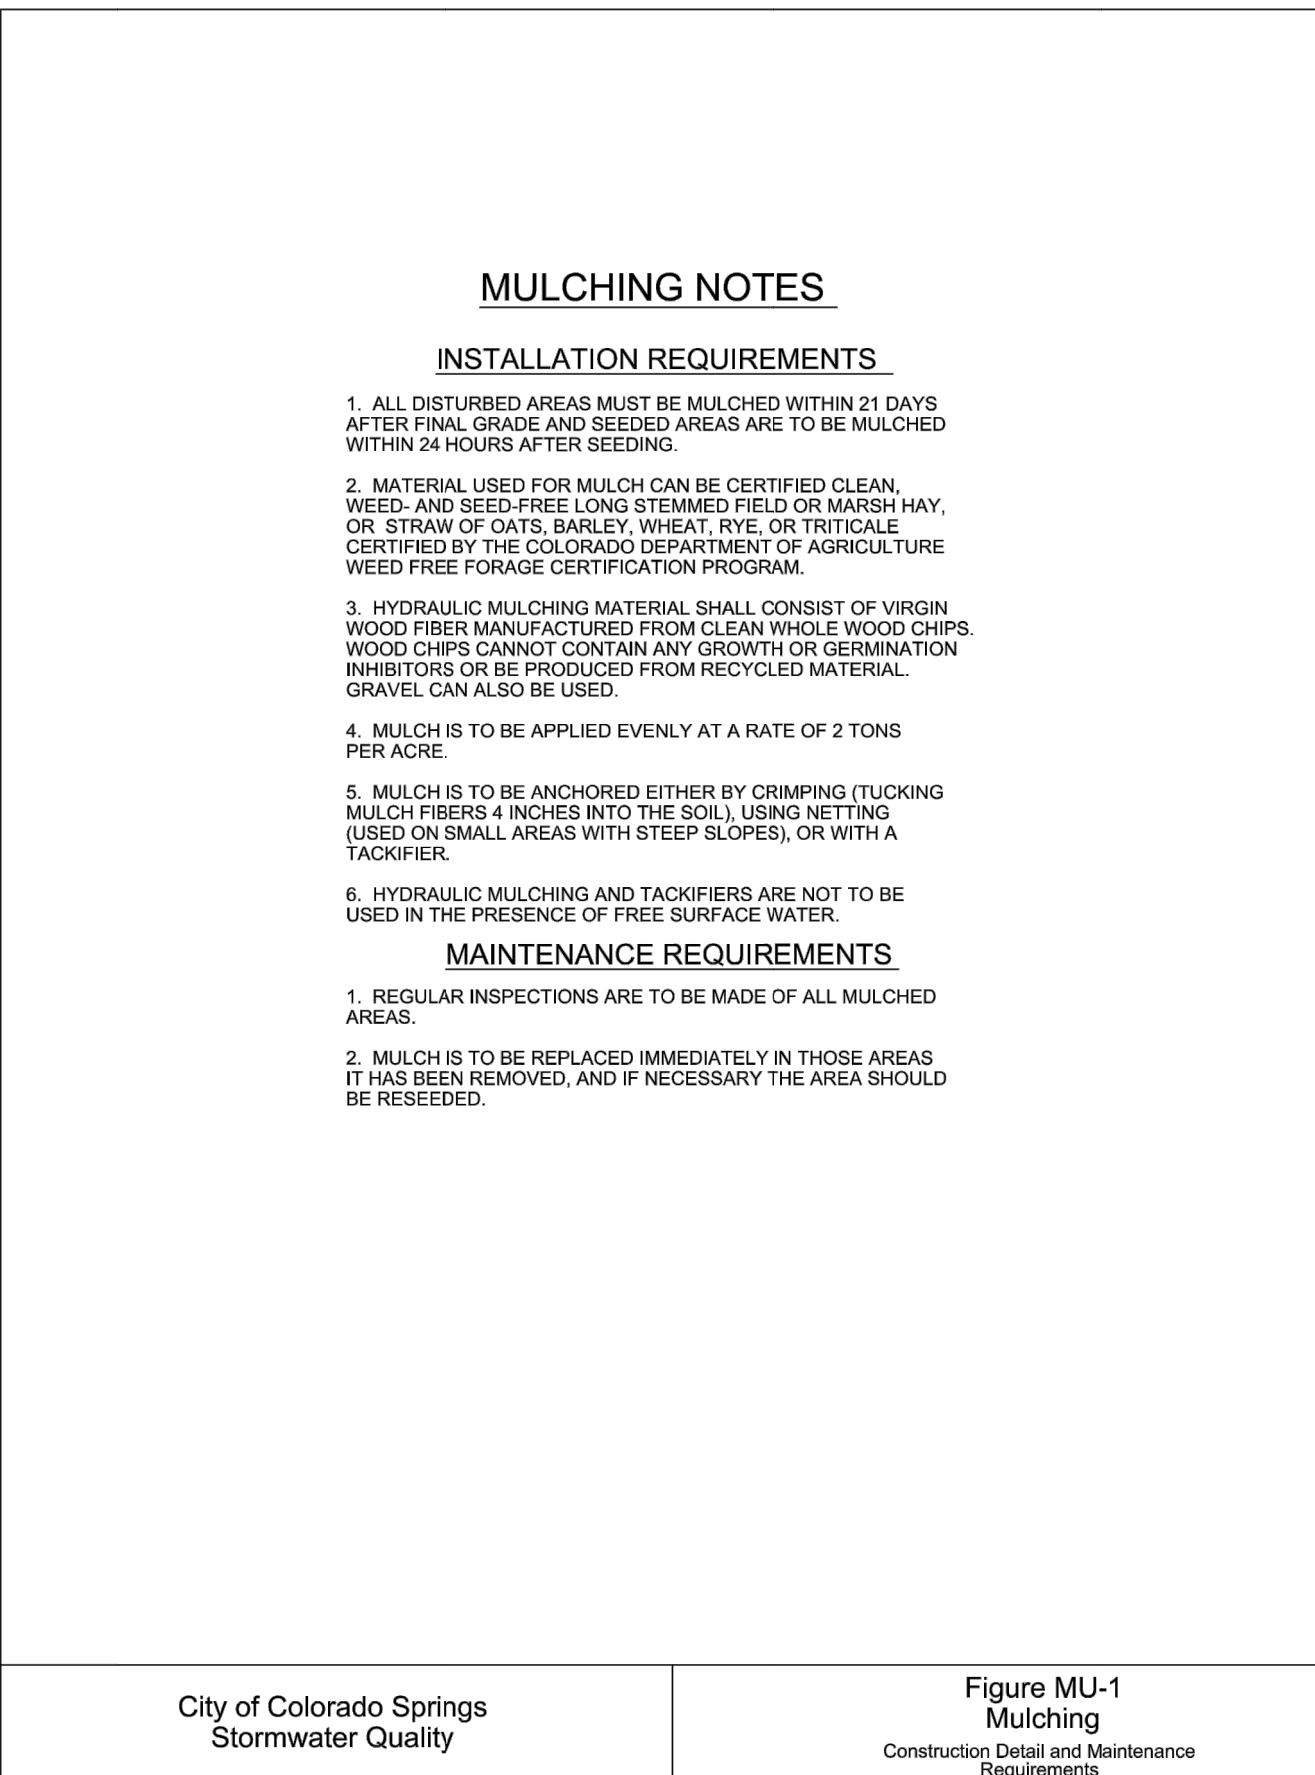 MULCHING NOTES
INSTALLATION REQUIREMENTS
1. ALL DISTURBED AREAS MUST BE MULCHED WITHIN 21 DAYS
AFTER FINAL GRADE AND SEEDED AREAS ARE TO BE MULCHED
WITHIN 24 HOURS AFTER SEEDING.
2. MATERIAL USED FOR MULCH CAN BE CERTIFIED CLEAN,
WEED- AND SEED-FREE LONG STEMMED FIELD OR MARSH HAY,
OR STRAW OF OATS, BARLEY, WHEAT, RYE, OR TRITICALE
CERTIFIED BY THE COLORADO DEPARTMENT OF AGRICULTURE
WEED FREE FORAGE CERTIFICATION PROGRAM.
3. HYDRAULIC MULCHING MATERIAL SHALL CONSIST OF VIRGIN
WOOD FIBER MANUFACTURED FROM CLEAN WHOLE WOOD CHIPS.
WOOD CHIPS CANNOT CONTAIN ANY GROWTH OR GERMINATION
INHIBITORS OR BE PRODUCED FROM RECYCLED MATERIAL.
GRAVEL CAN ALSO BE USED.
4. MULCH IS TO BE APPLIED EVENLY AT A RATE OF 2 TONS
PER ACRE.
5. MULCH IS TO BE ANCHORED EITHER BY CRIMPING (TUCKING
MULCH FIBERS 4 INCHES INTO THE SOIL), USING NETTING
(USED ON SMALL AREAS WITH STEEP SLOPES), OR WITH A
TACKIFIER.
6. HYDRAULIC MULCHING AND TACKIFIERS ARE NOT TO BE
USED IN THE PRESENCE OF FREE SURFACE WATER.
MAINTENANCE REQUIREMENTS
1. REGULAR INSPECTIONS ARE TO BE MADE OF ALL MULCHED
AREAS.
2. MULCH IS TO BE REPLACED IMMEDIATELY IN THOSE AREAS
IT HAS BEEN REMOVED, AND IF NECESSARY THE AREA SHOULD
BE RESEEDED.
City of Colorado Springs
Stormwater Quality
Figure MU-1
Mulching
Construction Detail and Maintenance
Requirements